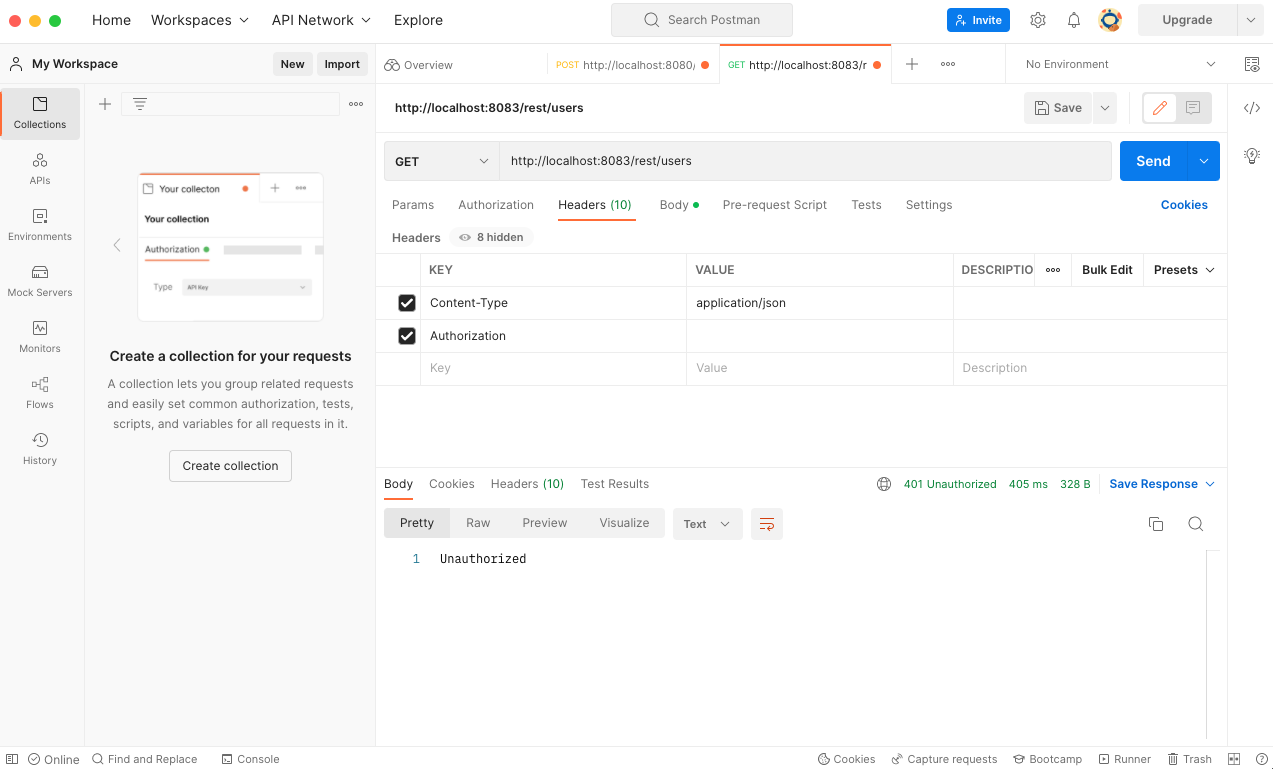 Home Workspaces API Network Explore Search Postman Invite Upgrade
My Workspace New Import Overview POST http://localhost:8080/ GET http://localhost:8083/r No Environment
Collections
APIs
Environments
Mock Servers
Monitors
Flows
History
Your collecton
Your collection
Authorization
Type API Key
Create a collection for your requests
A collection lets you group related requests
and easily set common authorization, tests,
scripts, and variables for all requests in it.
Create collection
http://localhost:8083/rest/users Save
GET http://localhost:8083/rest/users Send
Params Authorization Headers (10) Body Pre-request Script Tests Settings Cookies
Headers 8 hidden
KEY VALUE DESCRIPTIO Bulk Edit Presets
Content-Type application/json
Authorization
Key Value Description
Body Cookies Headers (10) Test Results 401 Unauthorized 405 ms 328 B Save Response
Pretty Raw Preview Visualize Text
1 Unauthorized
Online Find and Replace Console Cookies Capture requests Bootcamp Runner Trash